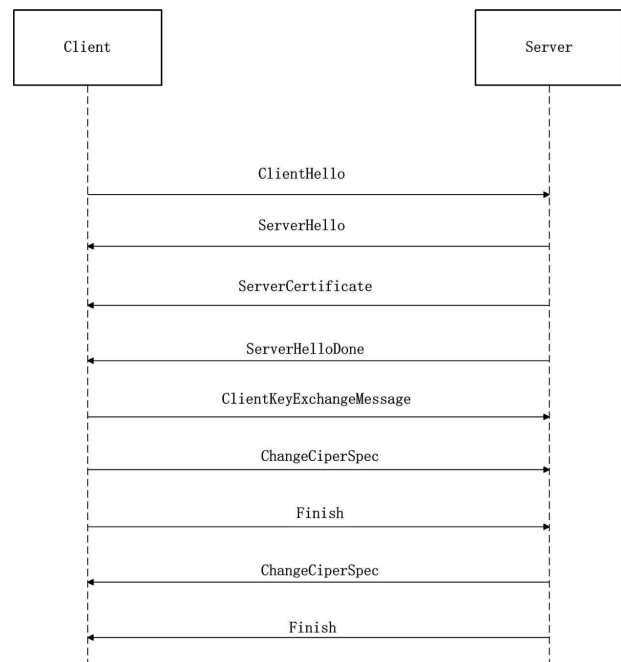 Client
Server
ClientHello
ServerHello
ServerCertificate
ServerHelloDone
ClientKeyExchangeMessage
ChangeCiperSpec
Finish
ChangeCiperSpec
Finish